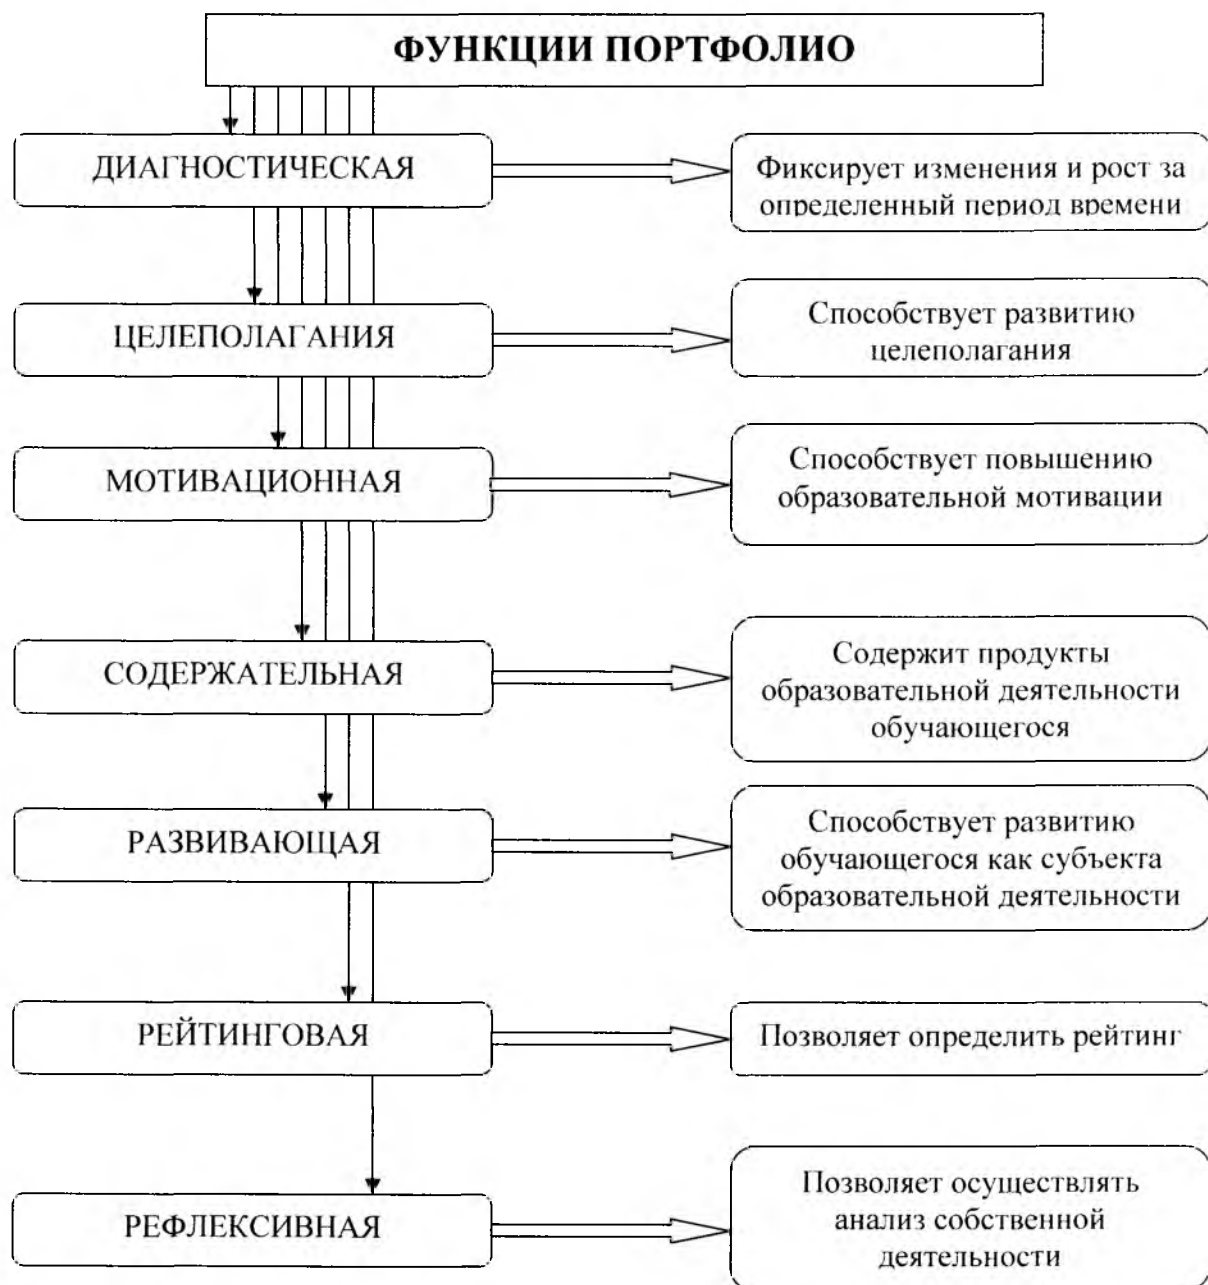 ФУНКЦИИ ПОРТФОЛИО
ДИАГНОСТИЧЕСКАЯ
Фиксирует изменения и рост за
определенный период времени
ЦЕЛЕПОЛАГАНИЯ
Способствует развитию
целеполагания
МОТИВАЦИОННАЯ
Способствует повышению
образовательной мотивации
СОДЕРЖАТЕЛЬНАЯ
Содержит продукты
образовательной деятельности
обучающегося
РАЗВИВАЮЩАЯ
Способствует развитию
обучающегося как субъекта
образовательной деятельности
РЕЙТИНГОВАЯ
Позволяет определить рейтинг
РЕФЛЕКСИВНАЯ
Позволяет осуществлять
анализ собственной
деятельности